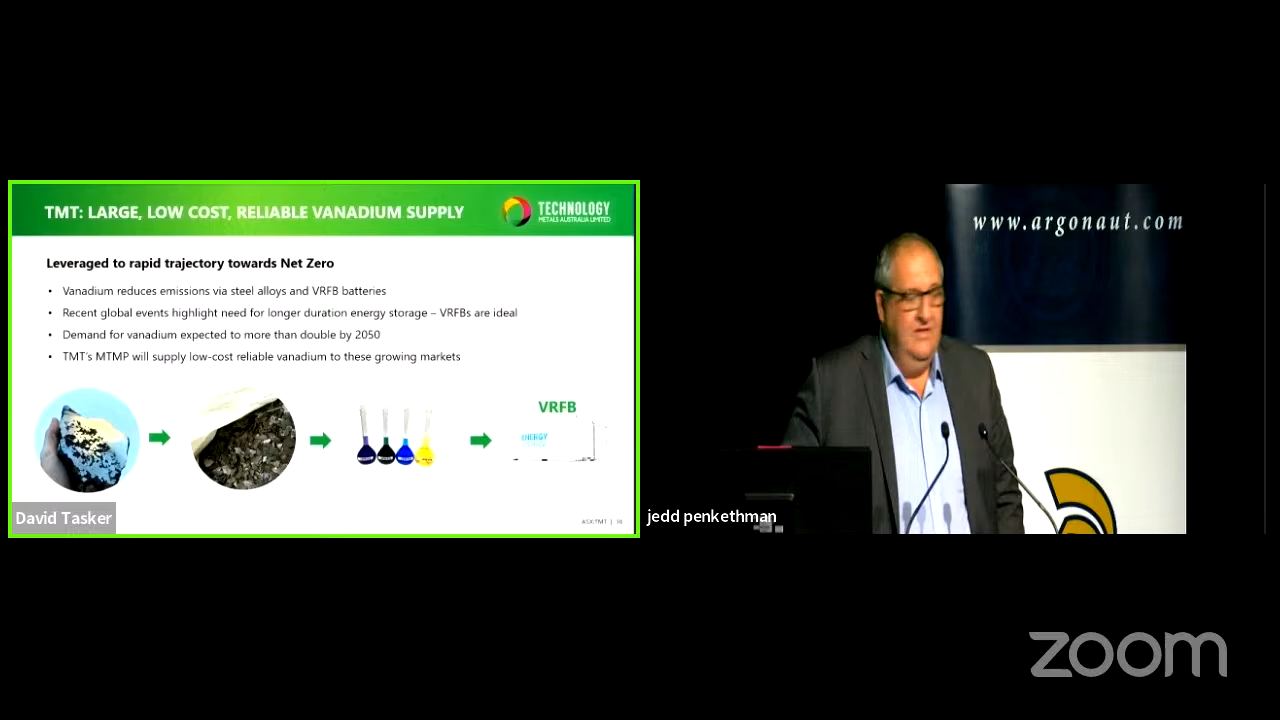 TMT: LARGE, LOW COST, RELIABLE VANADIUM SUPPLY
TECHNOLOGY
METALS AUSTRALIA LIMITED
Leveraged to rapid trajectory towards Net Zero
• Vanadium reduces emissions via steel alloys and VRFB batteries
• Recent global events highlight need for longer duration energy storage – VRFBs are ideal
• Demand for vanadium expected to more than double by 2050
• TMT's MTMP will supply low-cost reliable vanadium to these growing markets
VRFB
ENERGY
ASX:TMT |
David Tasker
www.argonaut.com
jedd penkethman
zoom